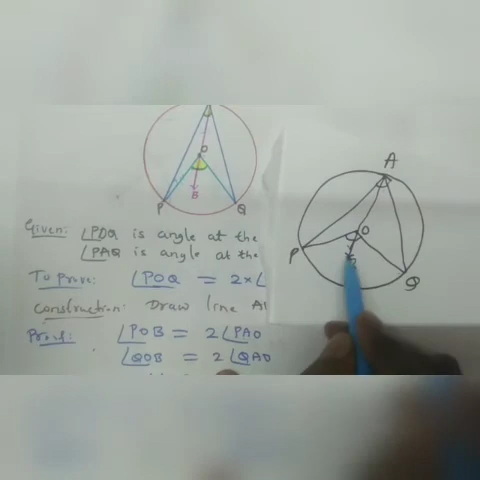 A
O
B
P
Q
A
O
P
Q
Given: ∠POQ is angle at the
∠PAQ is angle at the
To prove: ∠POQ = 2×∠
Construction: Draw line A
Proof: ∠POB = 2∠PAO
∠QOB = 2∠QAO